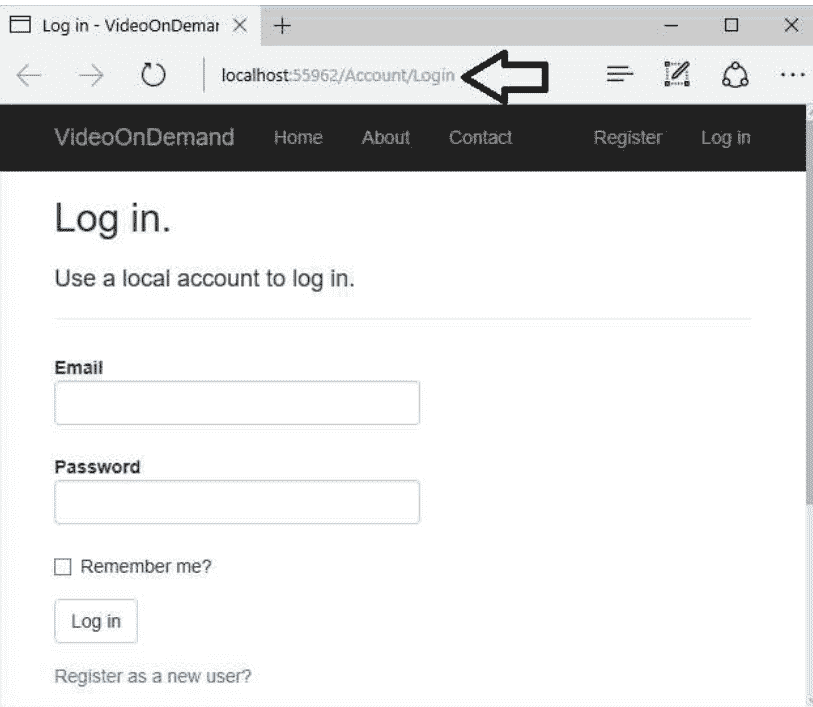 Log in - VideoOnDemar
localhost:55962/Account/Login
VideoOnDemand Home About Contact Register Log in
Log in.
Use a local account to log in.
Email
Password
Remember me?
Log in
Register as a new user?